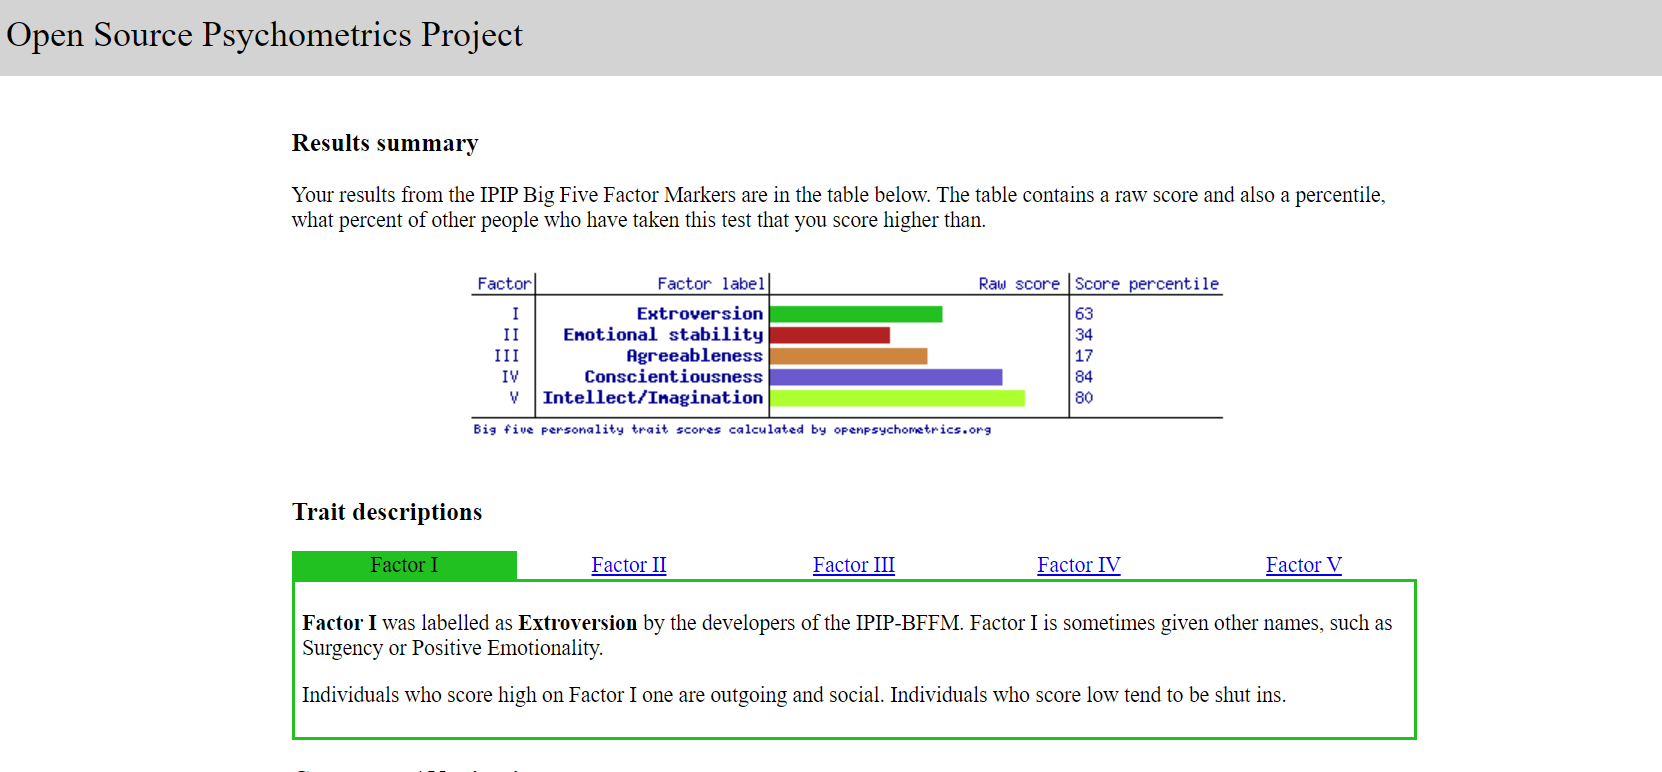 Open Source Psychometrics Project
Results summary
Your results from the IPIP Big Five Factor Markers are in the table below. The table contains a raw score and also a percentile,
what percent of other people who have taken this test that you score higher than.
Factor Factor label Raw score Score percentile
I Extroversion 63
II Emotional stability 34
III Agreeableness 17
IV Conscientiousness 84
V Intellect/Imagination 80
Big five personality trait scores calculated by openpsychometrics.org
Trait descriptions
Factor I Factor II Factor III Factor IV Factor V
Factor I was labelled as Extroversion by the developers of the IPIP-BFFM. Factor I is sometimes given other names, such as
Surgency or Positive Emotionality.
Individuals who score high on Factor I one are outgoing and social. Individuals who score low tend to be shut ins.